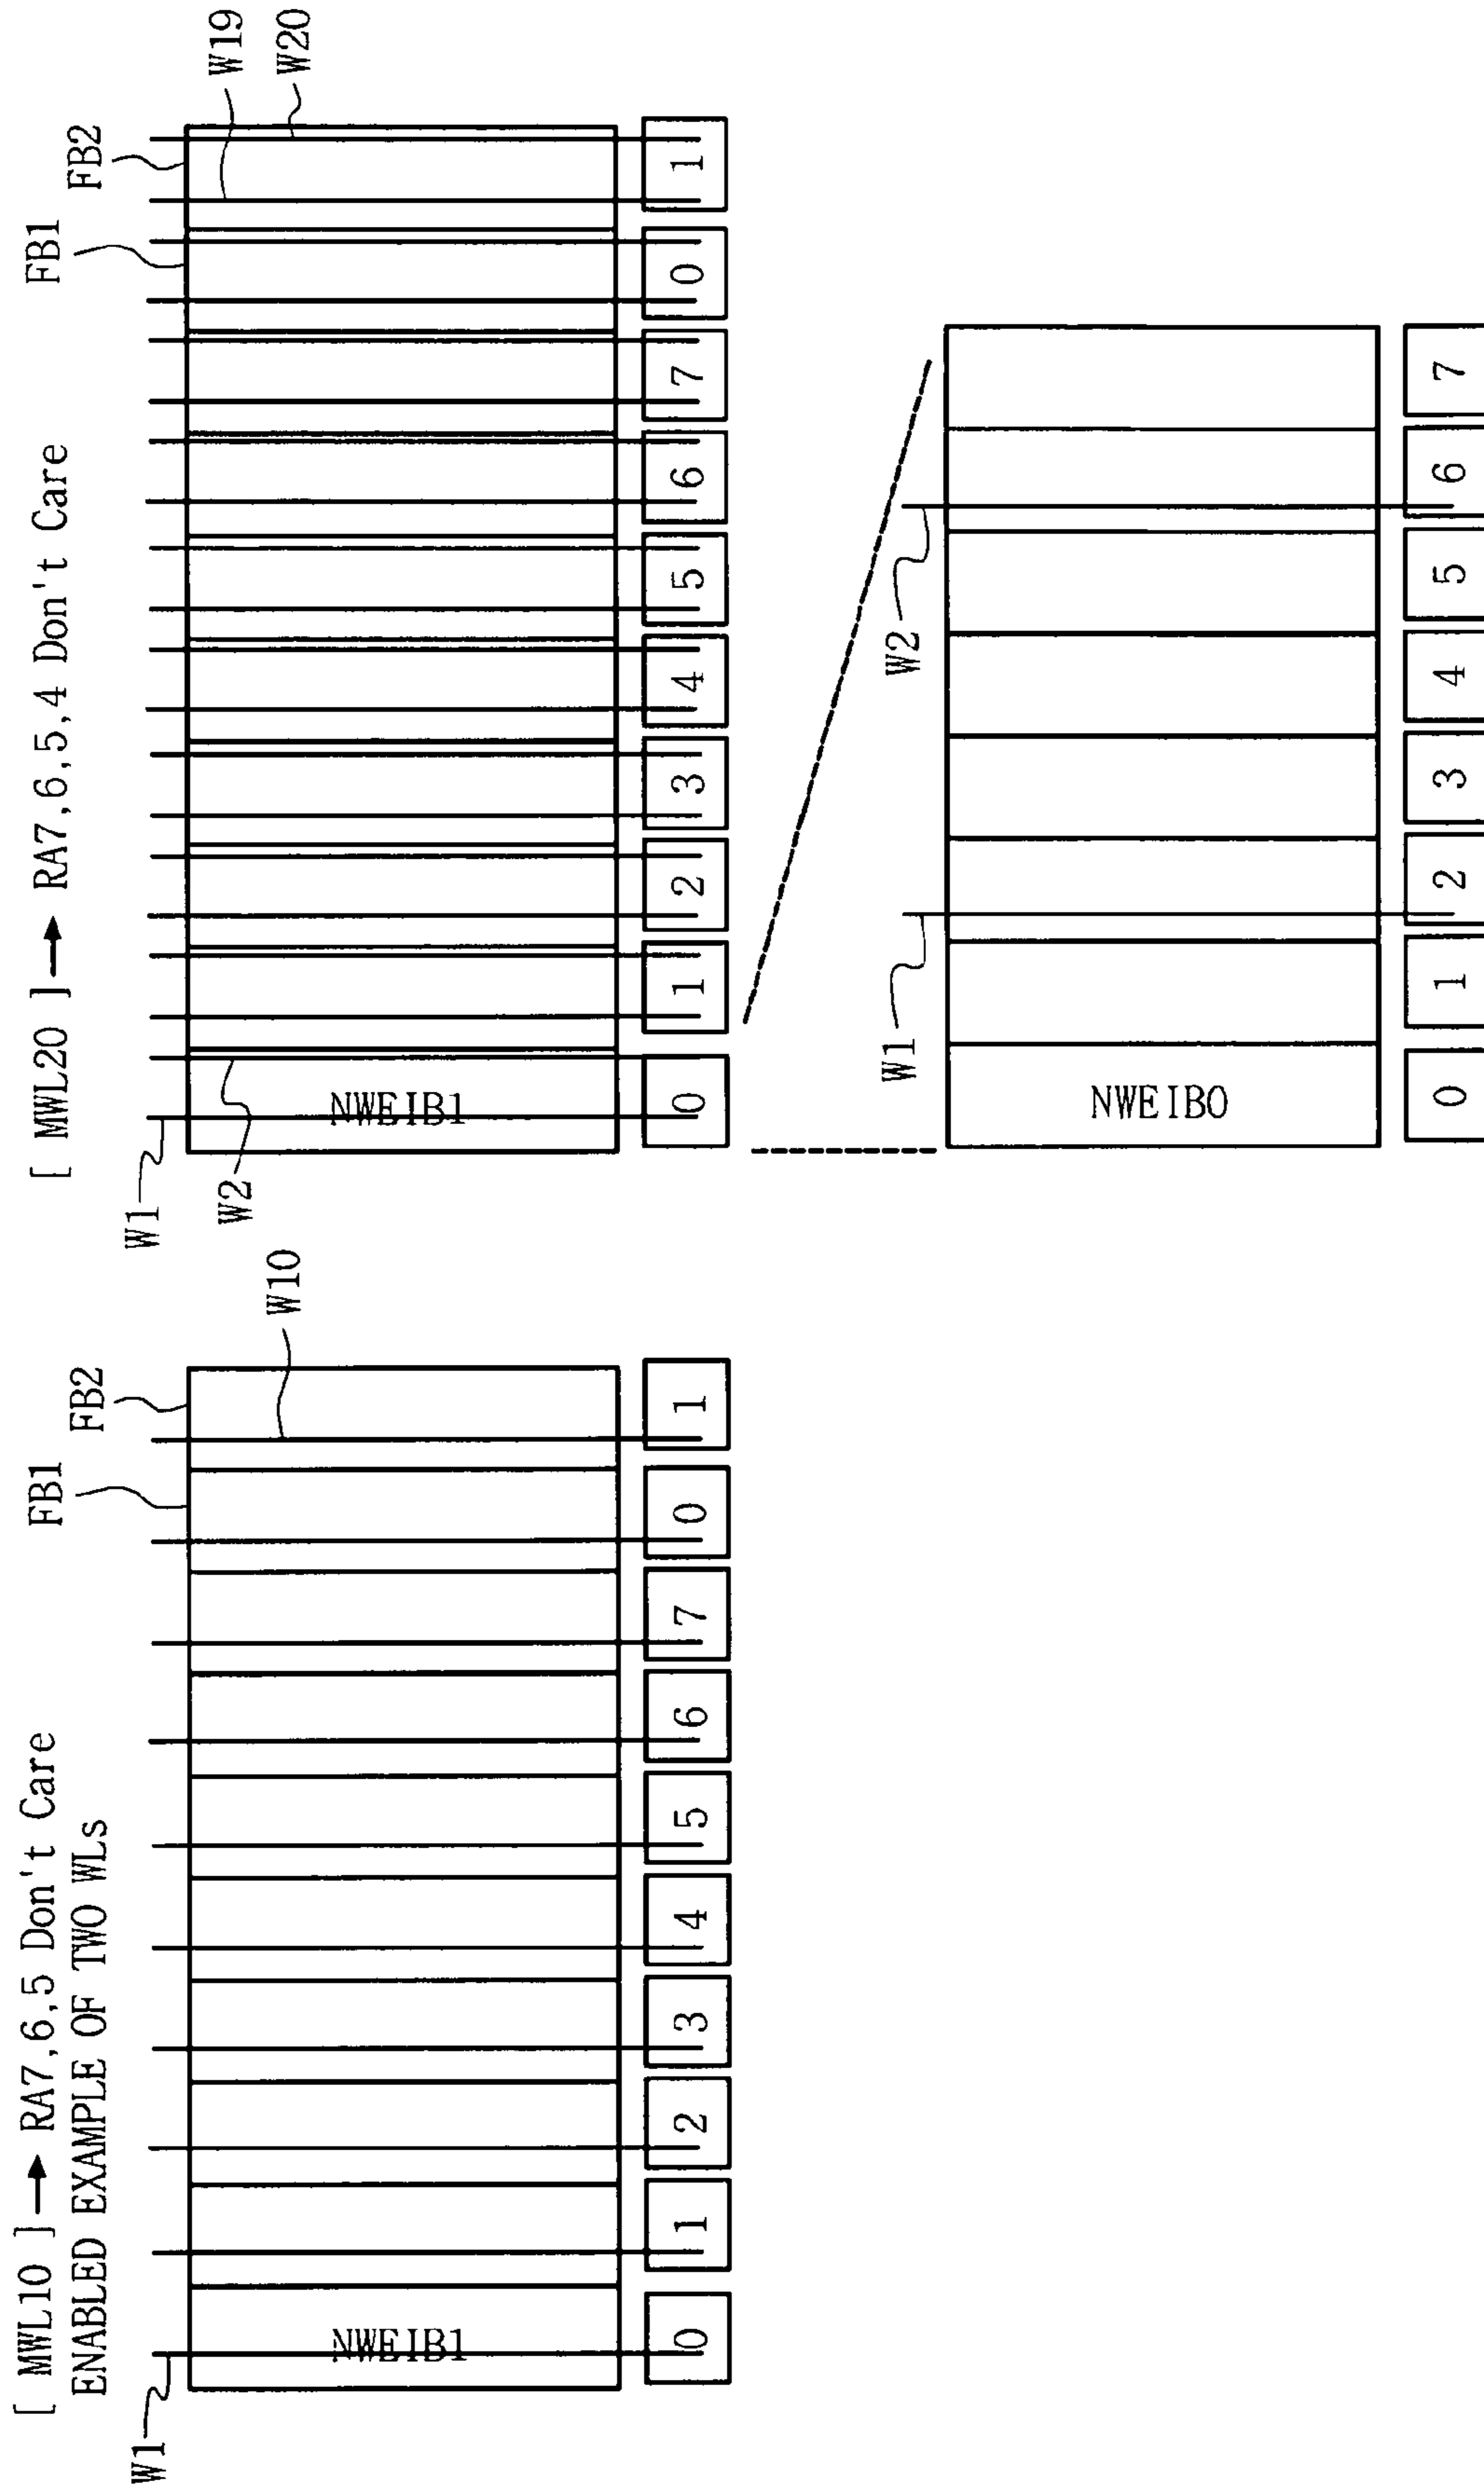 [ MWL10 ]→ RA7,6,5 Don't Care
ENABLED EXAMPLE OF TWO WLs
FB1
FB2
W1
W10
NWEIB1
0 1 2 3 4 5 6 7 0 1
[ MWL20 ]→ RA7,6,5,4 Don't Care
FB1
FB2
W1
W19
W2
W20
NWEIB1
0 1 2 3 4 5 6 7 0 1
W1
W2
NWEIB0
0 1 2 3 4 5 6 7